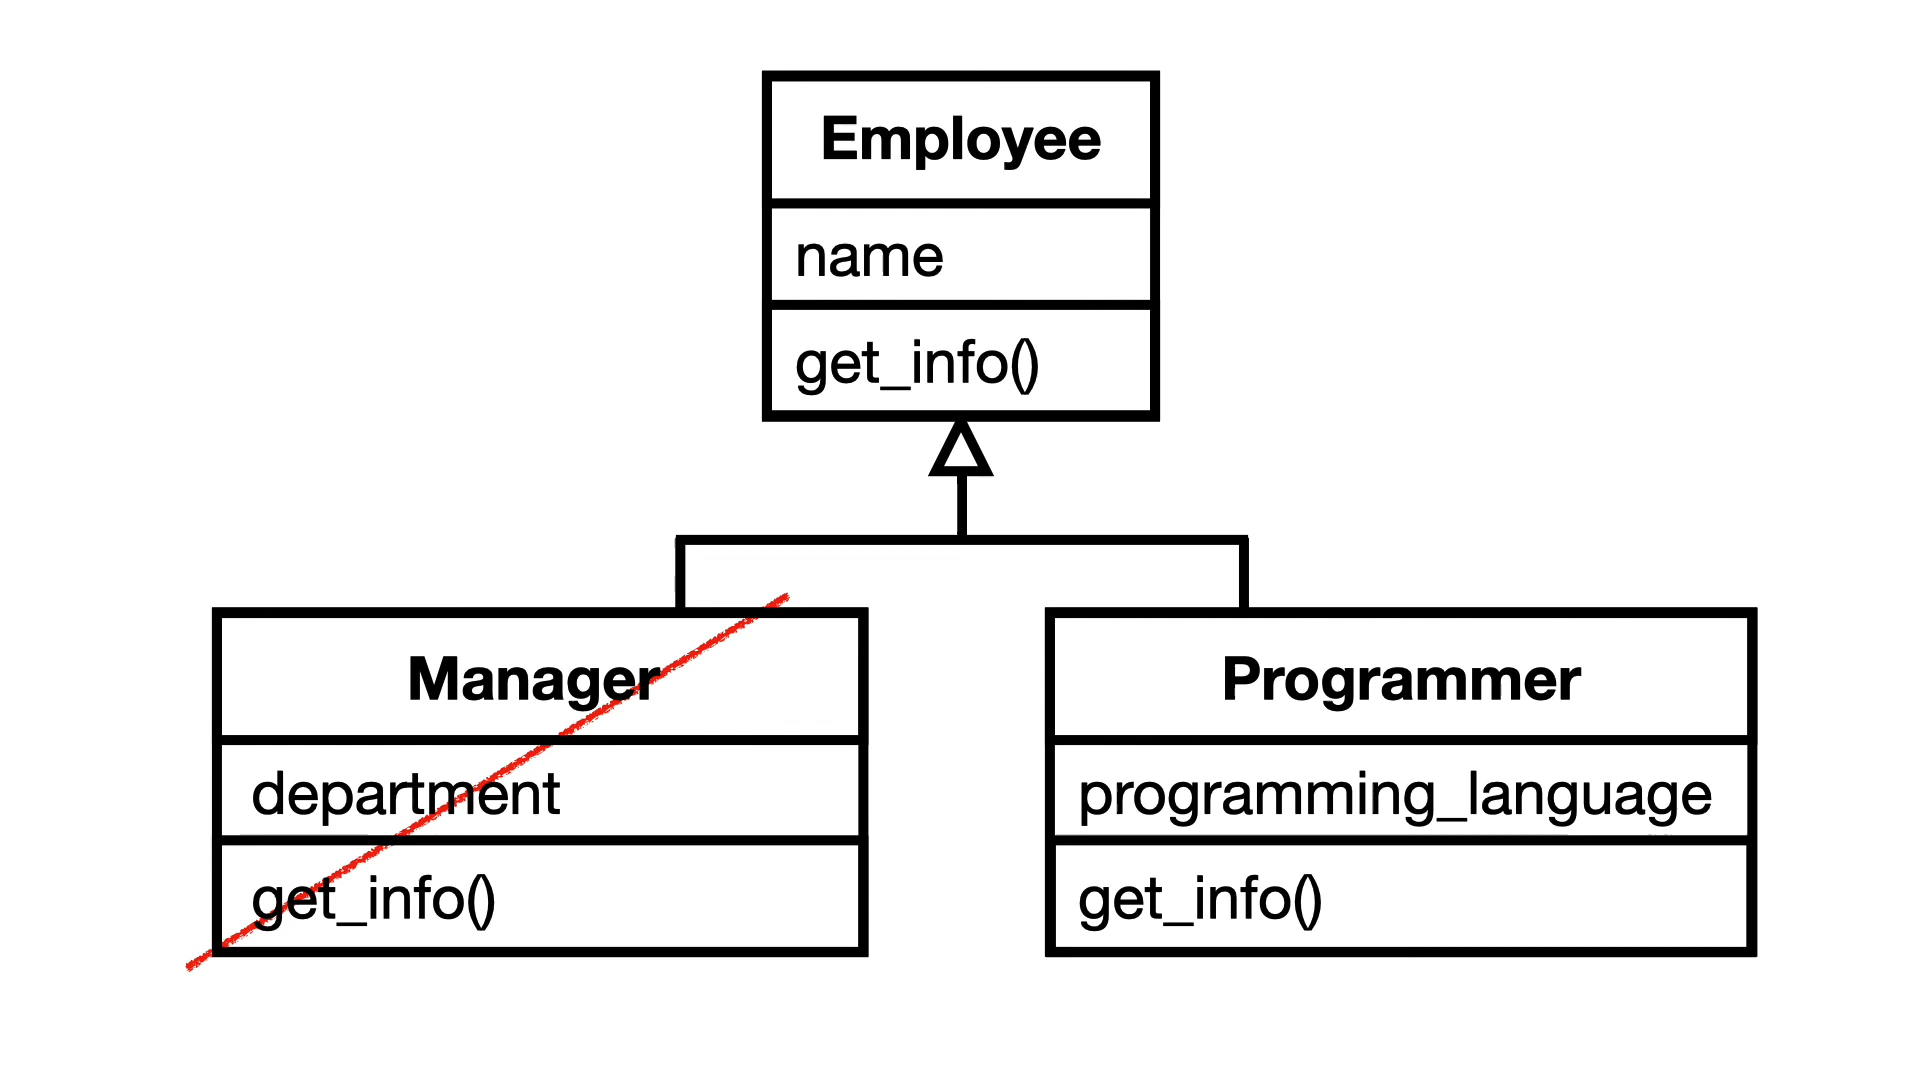 Employee
name
get_info()
Manager
department
get_info()
Programmer
programming_language
get_info()